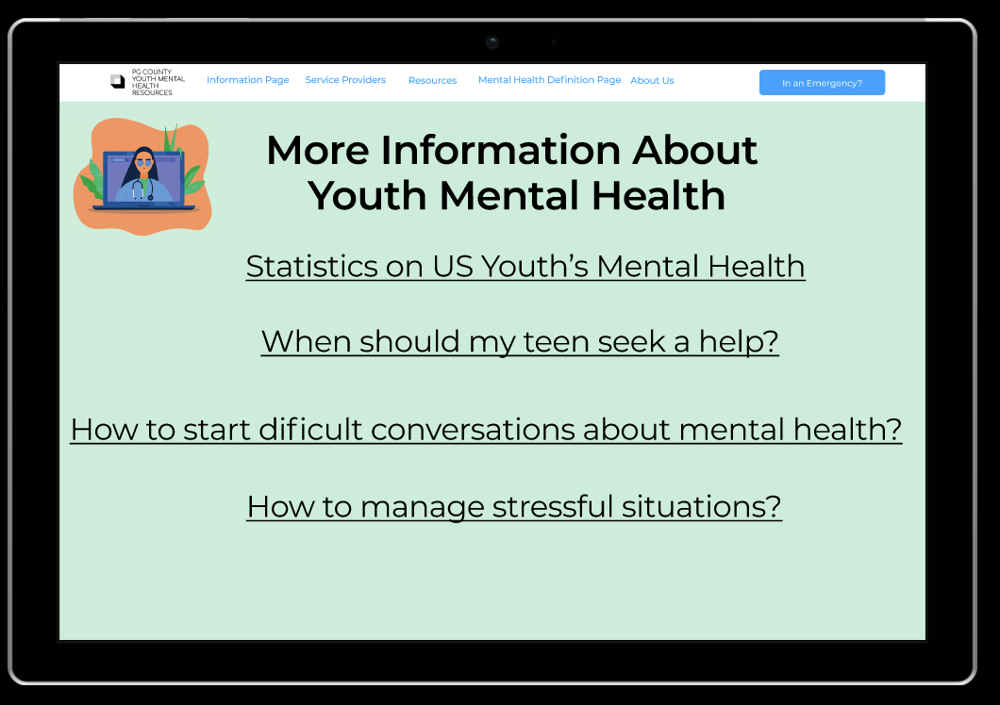 PG COUNTY
YOUTH MENTAL
HEALTH
RESOURCES
Information Page
Service Providers
Resources
Mental Health Definition Page
About Us
In an Emergency?
More Information About
Youth Mental Health
Statistics on US Youth’s Mental Health
When should my teen seek a help?
How to start dificult conversations about mental health?
How to manage stressful situations?